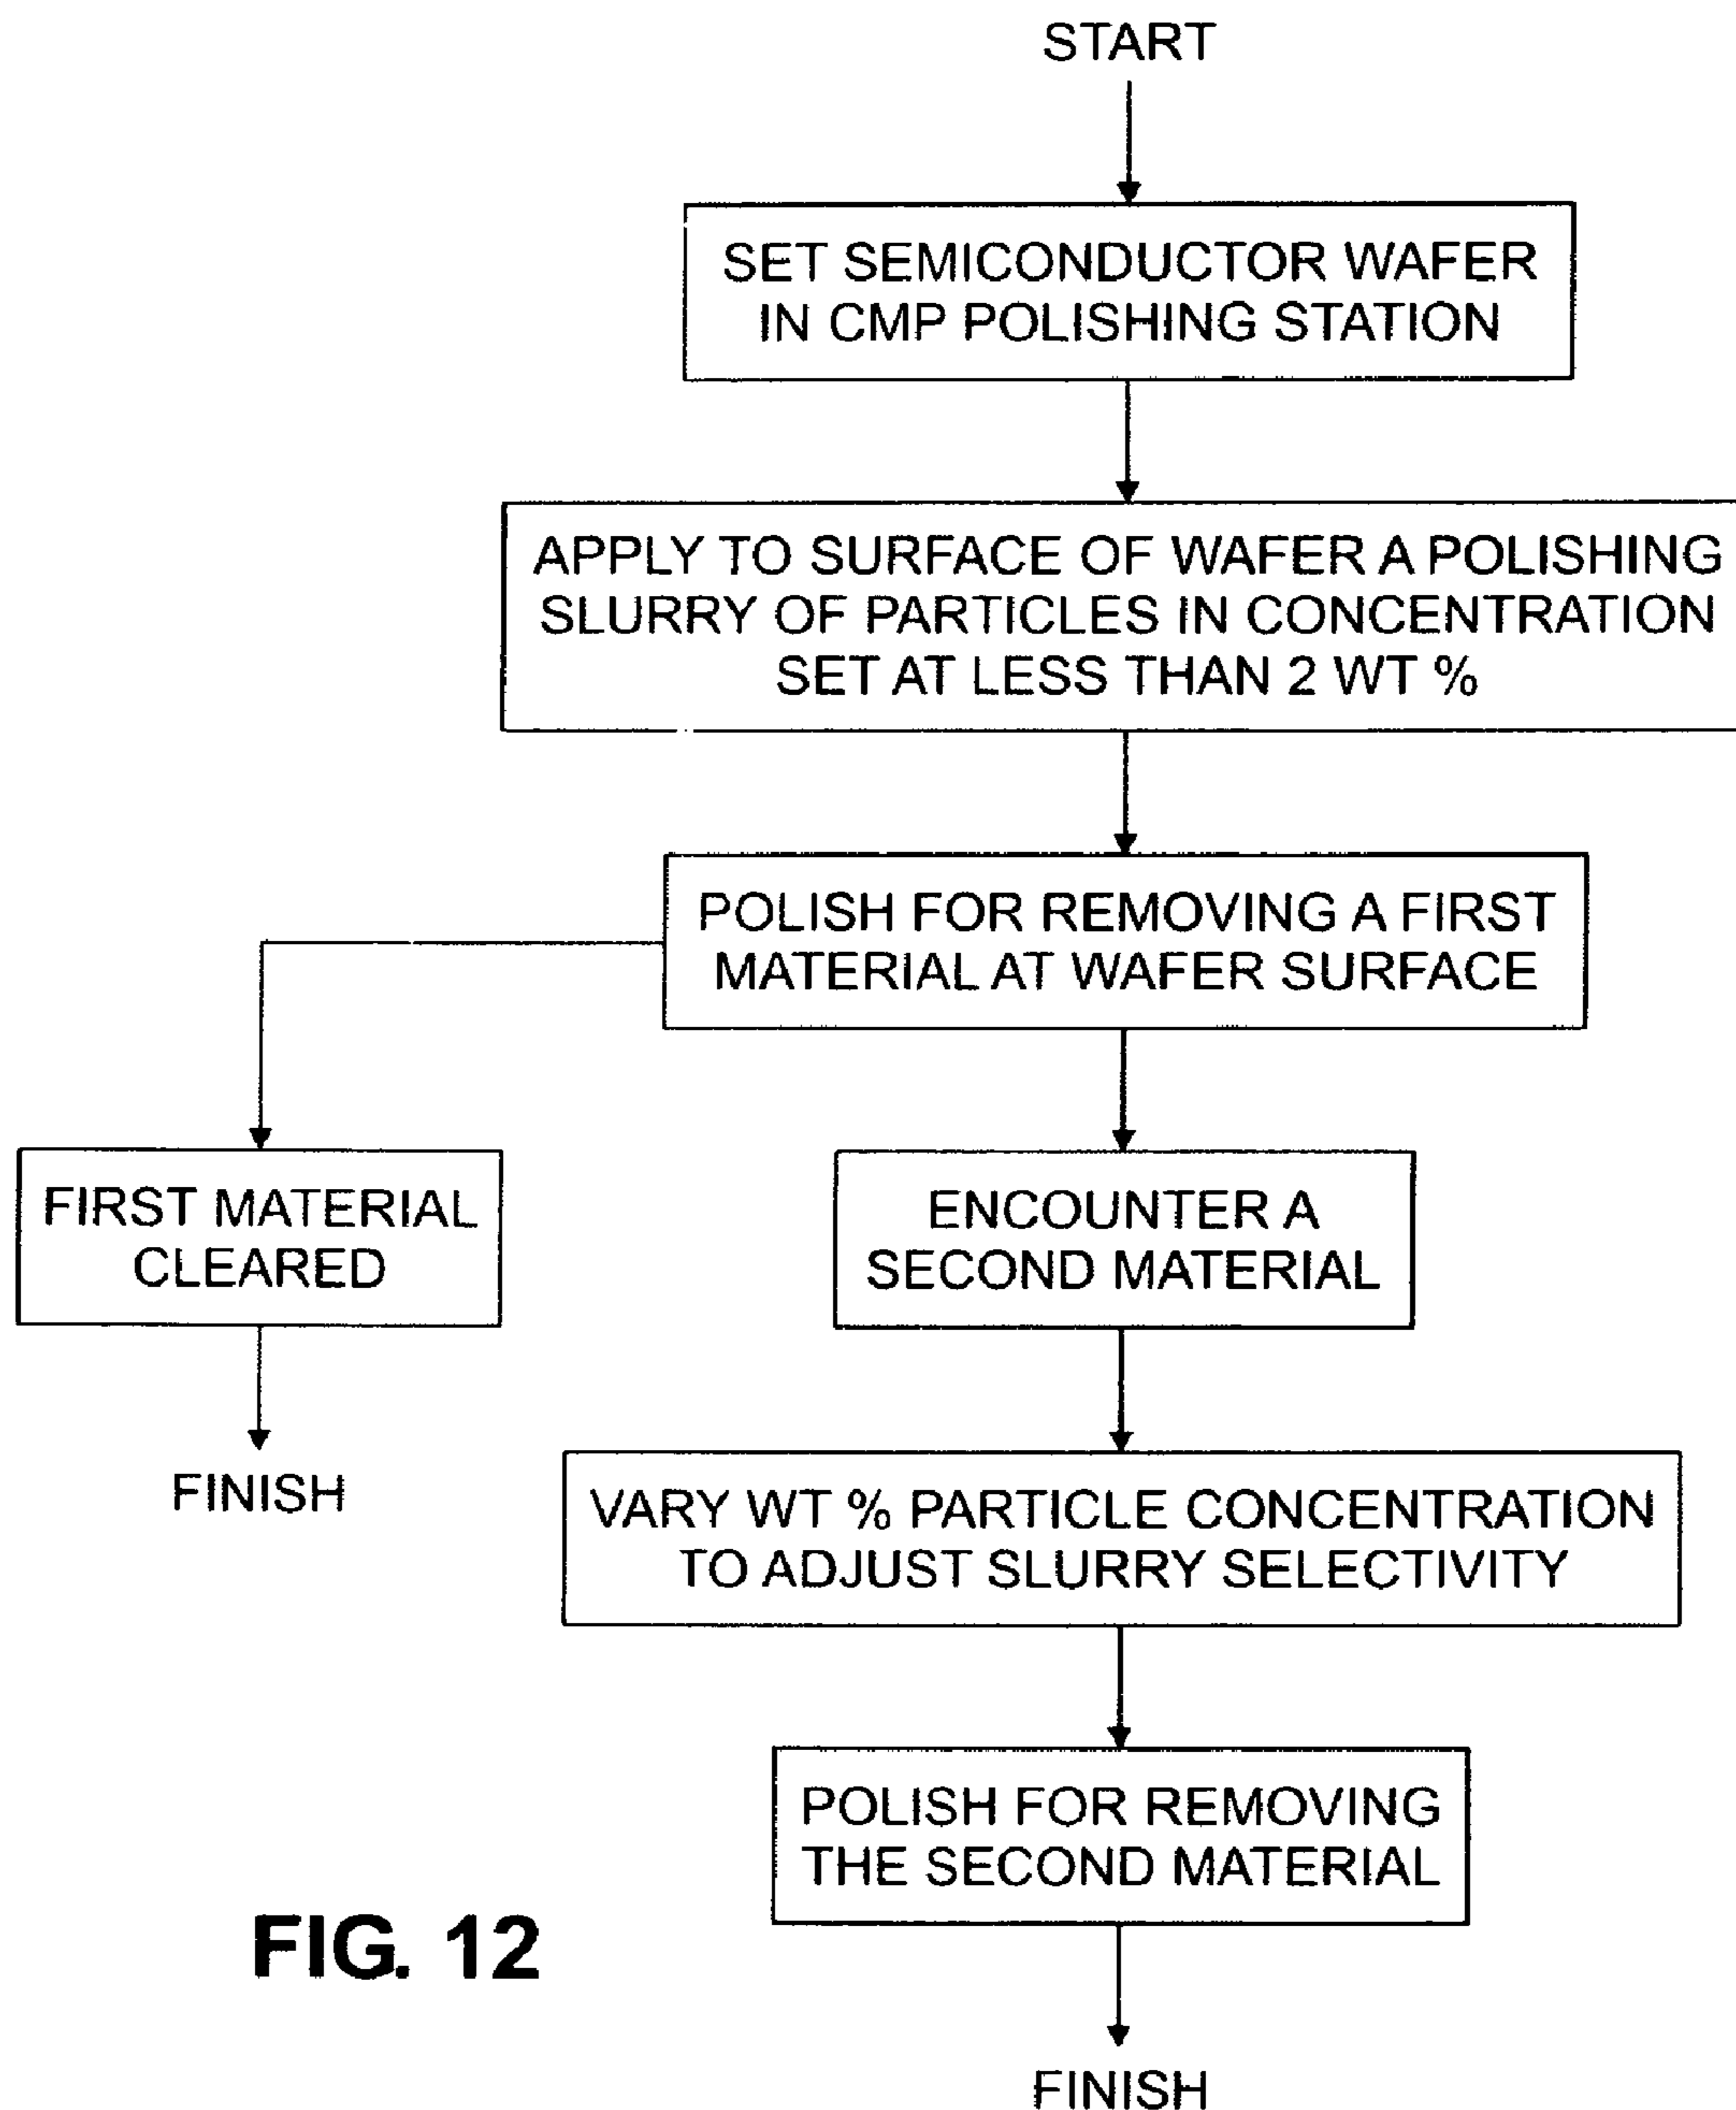 START
SET SEMICONDUCTOR WAFER
IN CMP POLISHING STATION
APPLY TO SURFACE OF WAFER A POLISHING
SLURRY OF PARTICLES IN CONCENTRATION
SET AT LESS THAN 2 WT %
POLISH FOR REMOVING A FIRST
MATERIAL AT WAFER SURFACE
FIRST MATERIAL
CLEARED
FINISH
ENCOUNTER A
SECOND MATERIAL
VARY WT % PARTICLE CONCENTRATION
TO ADJUST SLURRY SELECTIVITY
POLISH FOR REMOVING
THE SECOND MATERIAL
FINISH
FIG. 12